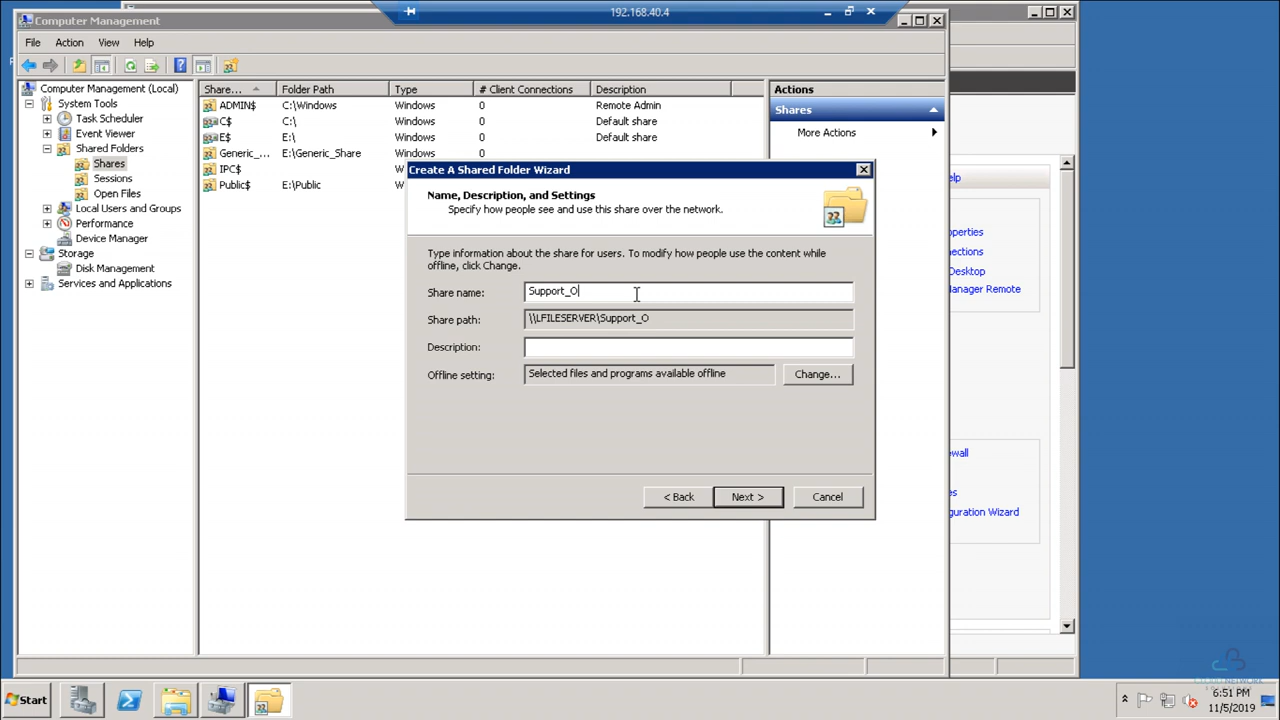 192.168.40.4
Computer Management
File Action View Help
Computer Management (Local)
System Tools
Task Scheduler
Event Viewer
Shared Folders
Shares
Sessions
Open Files
Local Users and Groups
Performance
Device Manager
Storage
Disk Management
Services and Applications
Share... Folder Path Type # Client Connections Description
ADMIN$ C:\Windows Windows 0 Remote Admin
C$ C:\ Windows 0 Default share
E$ E:\ Windows 0 Default share
Generic_... E:\Generic_Share Windows 0
IPC$ W
Public$ E:\Public W
Actions
Shares
More Actions
Create A Shared Folder Wizard
Name, Description, and Settings
Specify how people see and use this share over the network.
Type information about the share for users. To modify how people use the content while
offline, click Change.
Share name: Support_O
Share path: \\LFILESERVER\Support_O
Description:
Offline setting: Selected files and programs available offline Change...
< Back Next > Cancel
elp
operties
nections
Desktop
anager Remote
ewall
es
guration Wizard
Start
6:51 PM
11/5/2019